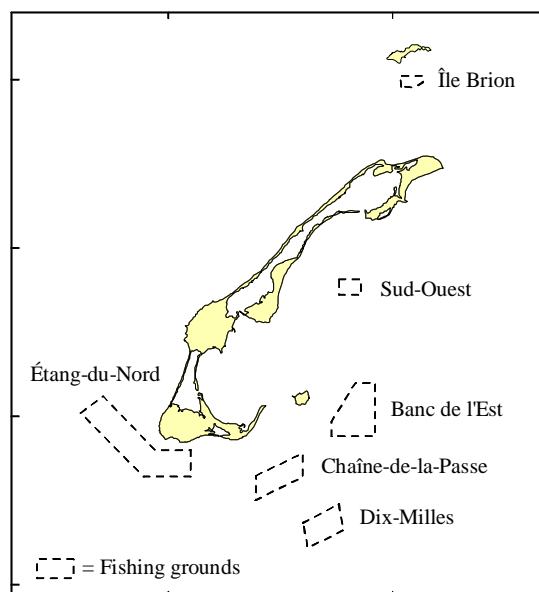 Île Brion
Sud-Ouest
Étang-du-Nord
Banc de l'Est
Chaîne-de-la-Passe
Dix-Milles
= Fishing grounds